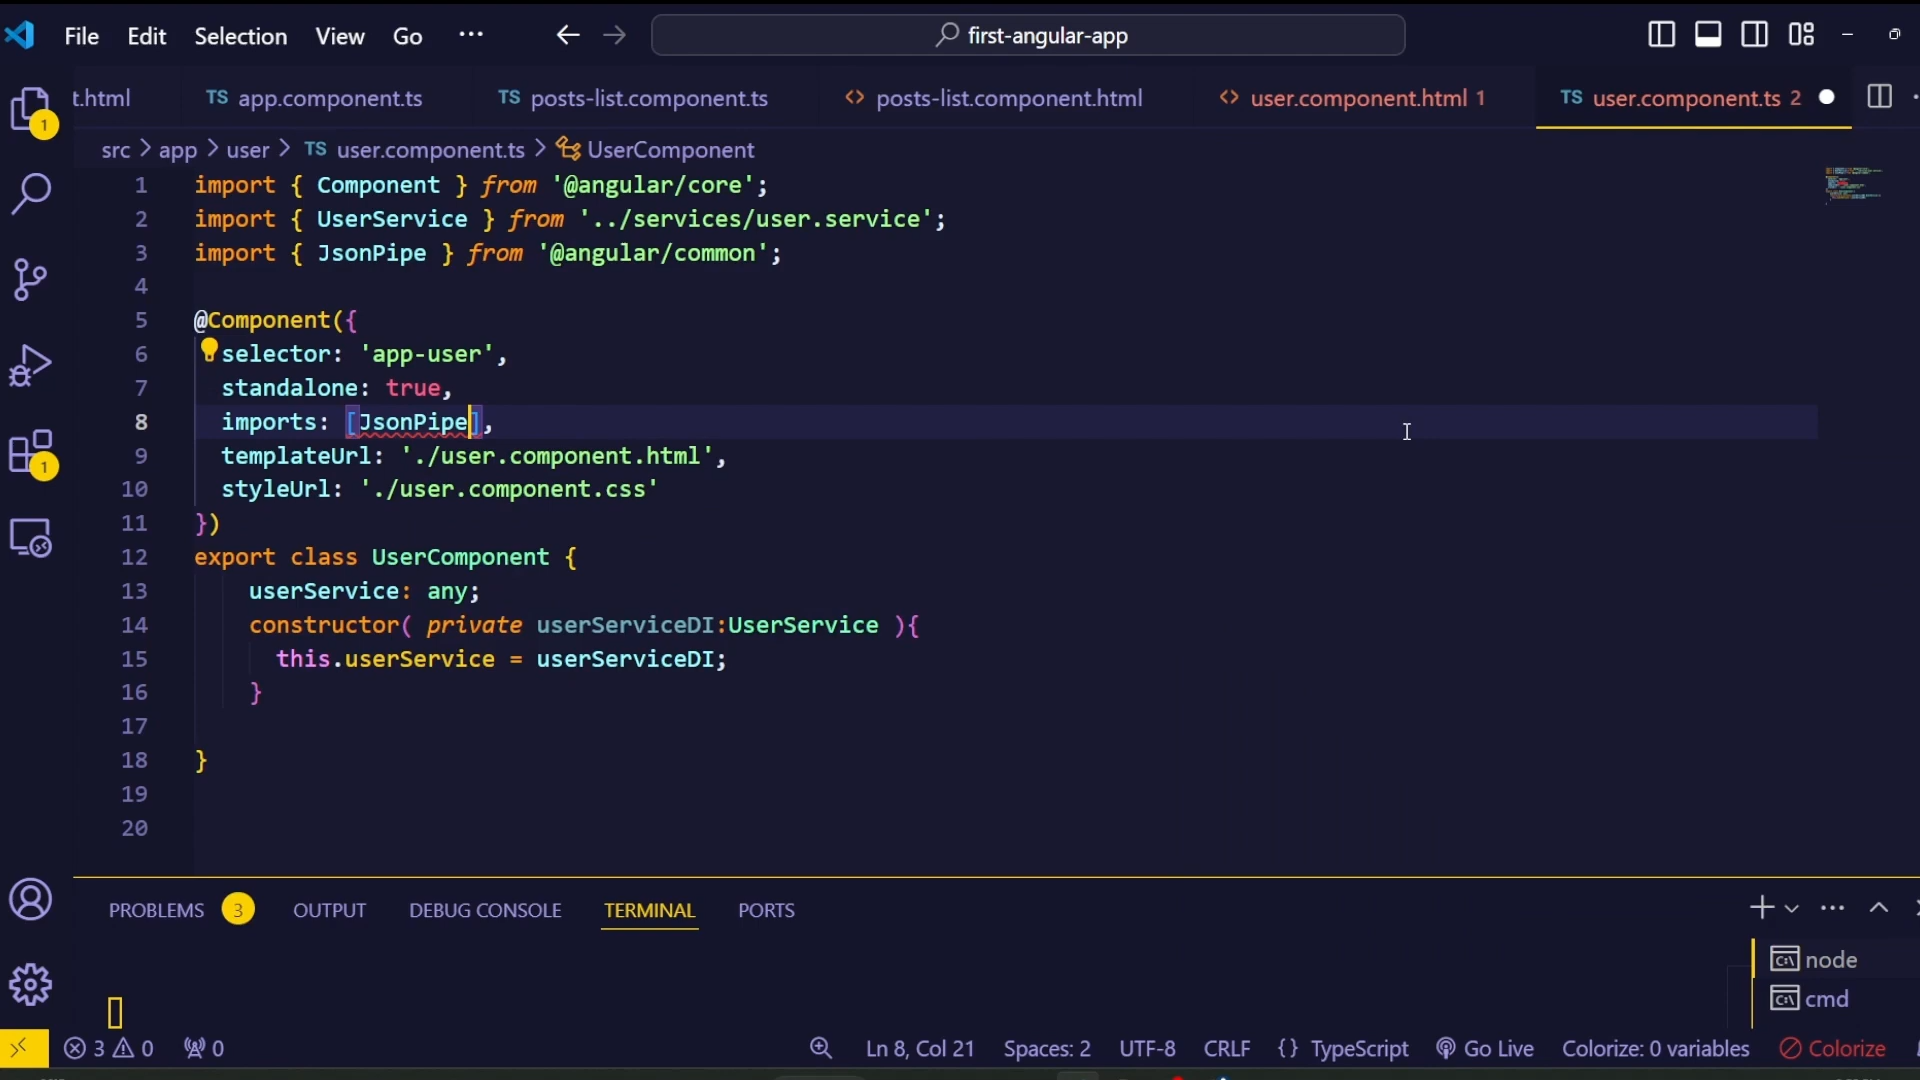 File Edit Selection View Go ··· first-angular-app
t.html TS app.component.ts TS posts-list.component.ts <> posts-list.component.html <> user.component.html 1 TS user.component.ts 2
src > app > user > TS user.component.ts > UserComponent
1 import { Component } from '@angular/core';
2 import { UserService } from '../services/user.service';
3 import { JsonPipe } from '@angular/common';
4
5 @Component({
6 selector: 'app-user',
7 standalone: true,
8 imports: [JsonPipe],
9 templateUrl: './user.component.html',
10 styleUrl: './user.component.css'
11 })
12 export class UserComponent {
13 userService: any;
14 constructor( private userServiceDI:UserService ){
15 this.userService = userServiceDI;
16 }
17
18 }
19
20
1
1
PROBLEMS 3 OUTPUT DEBUG CONSOLE TERMINAL PORTS
node
cmd
3 0 0 Ln 8, Col 21 Spaces: 2 UTF-8 CRLF {} TypeScript Go Live Colorize: 0 variables Colorize